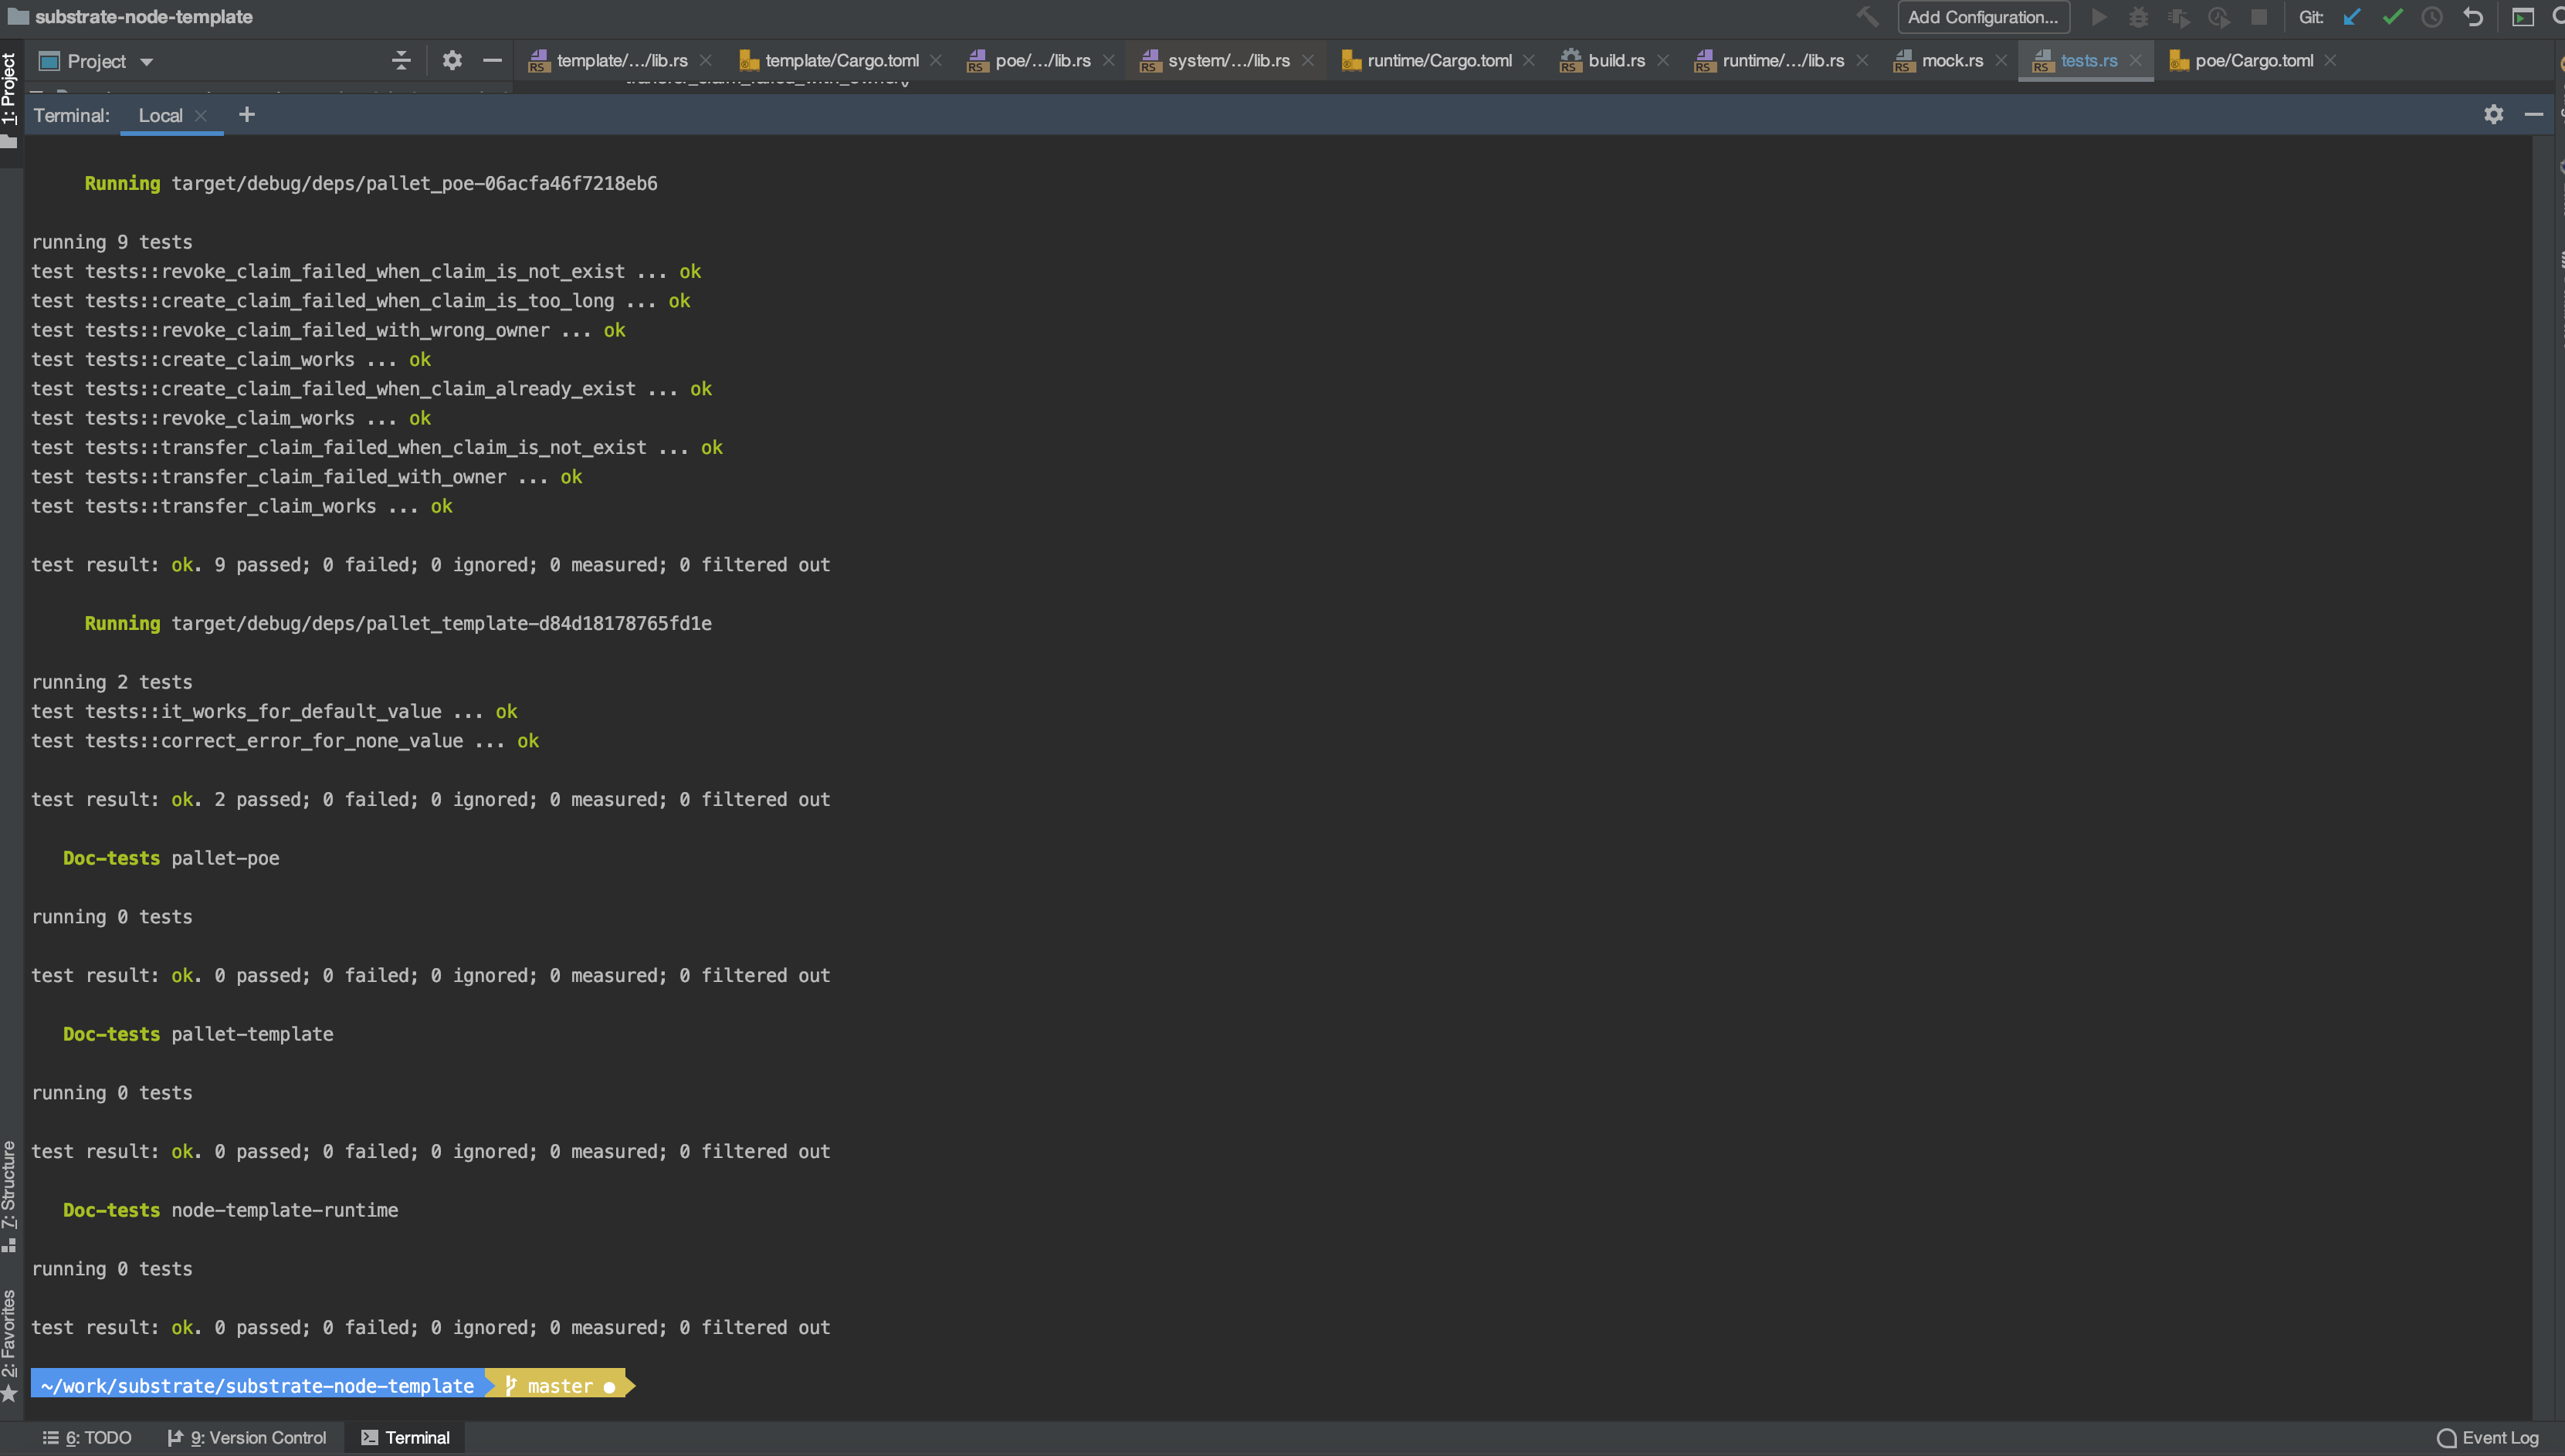 substrate-node-template
Add Configuration...
Git:
1: Project
Project
template/.../lib.rs
template/Cargo.toml
poe/.../lib.rs
system/.../lib.rs
runtime/Cargo.toml
build.rs
runtime/.../lib.rs
mock.rs
tests.rs
poe/Cargo.toml
transfer_claim_failed_with_owner()
Terminal:
Local
Running target/debug/deps/pallet_poe-06acfa46f7218eb6
running 9 tests
test tests::revoke_claim_failed_when_claim_is_not_exist ... ok
test tests::create_claim_failed_when_claim_is_too_long ... ok
test tests::revoke_claim_failed_with_wrong_owner ... ok
test tests::create_claim_works ... ok
test tests::create_claim_failed_when_claim_already_exist ... ok
test tests::revoke_claim_works ... ok
test tests::transfer_claim_failed_when_claim_is_not_exist ... ok
test tests::transfer_claim_failed_with_owner ... ok
test tests::transfer_claim_works ... ok
test result: ok. 9 passed; 0 failed; 0 ignored; 0 measured; 0 filtered out
Running target/debug/deps/pallet_template-d84d18178765fd1e
running 2 tests
test tests::it_works_for_default_value ... ok
test tests::correct_error_for_none_value ... ok
test result: ok. 2 passed; 0 failed; 0 ignored; 0 measured; 0 filtered out
Doc-tests pallet-poe
running 0 tests
test result: ok. 0 passed; 0 failed; 0 ignored; 0 measured; 0 filtered out
Doc-tests pallet-template
running 0 tests
test result: ok. 0 passed; 0 failed; 0 ignored; 0 measured; 0 filtered out
Doc-tests node-template-runtime
running 0 tests
test result: ok. 0 passed; 0 failed; 0 ignored; 0 measured; 0 filtered out
~/work/substrate/substrate-node-template master
7: Structure
2: Favorites
6: TODO
9: Version Control
Terminal
Event Log